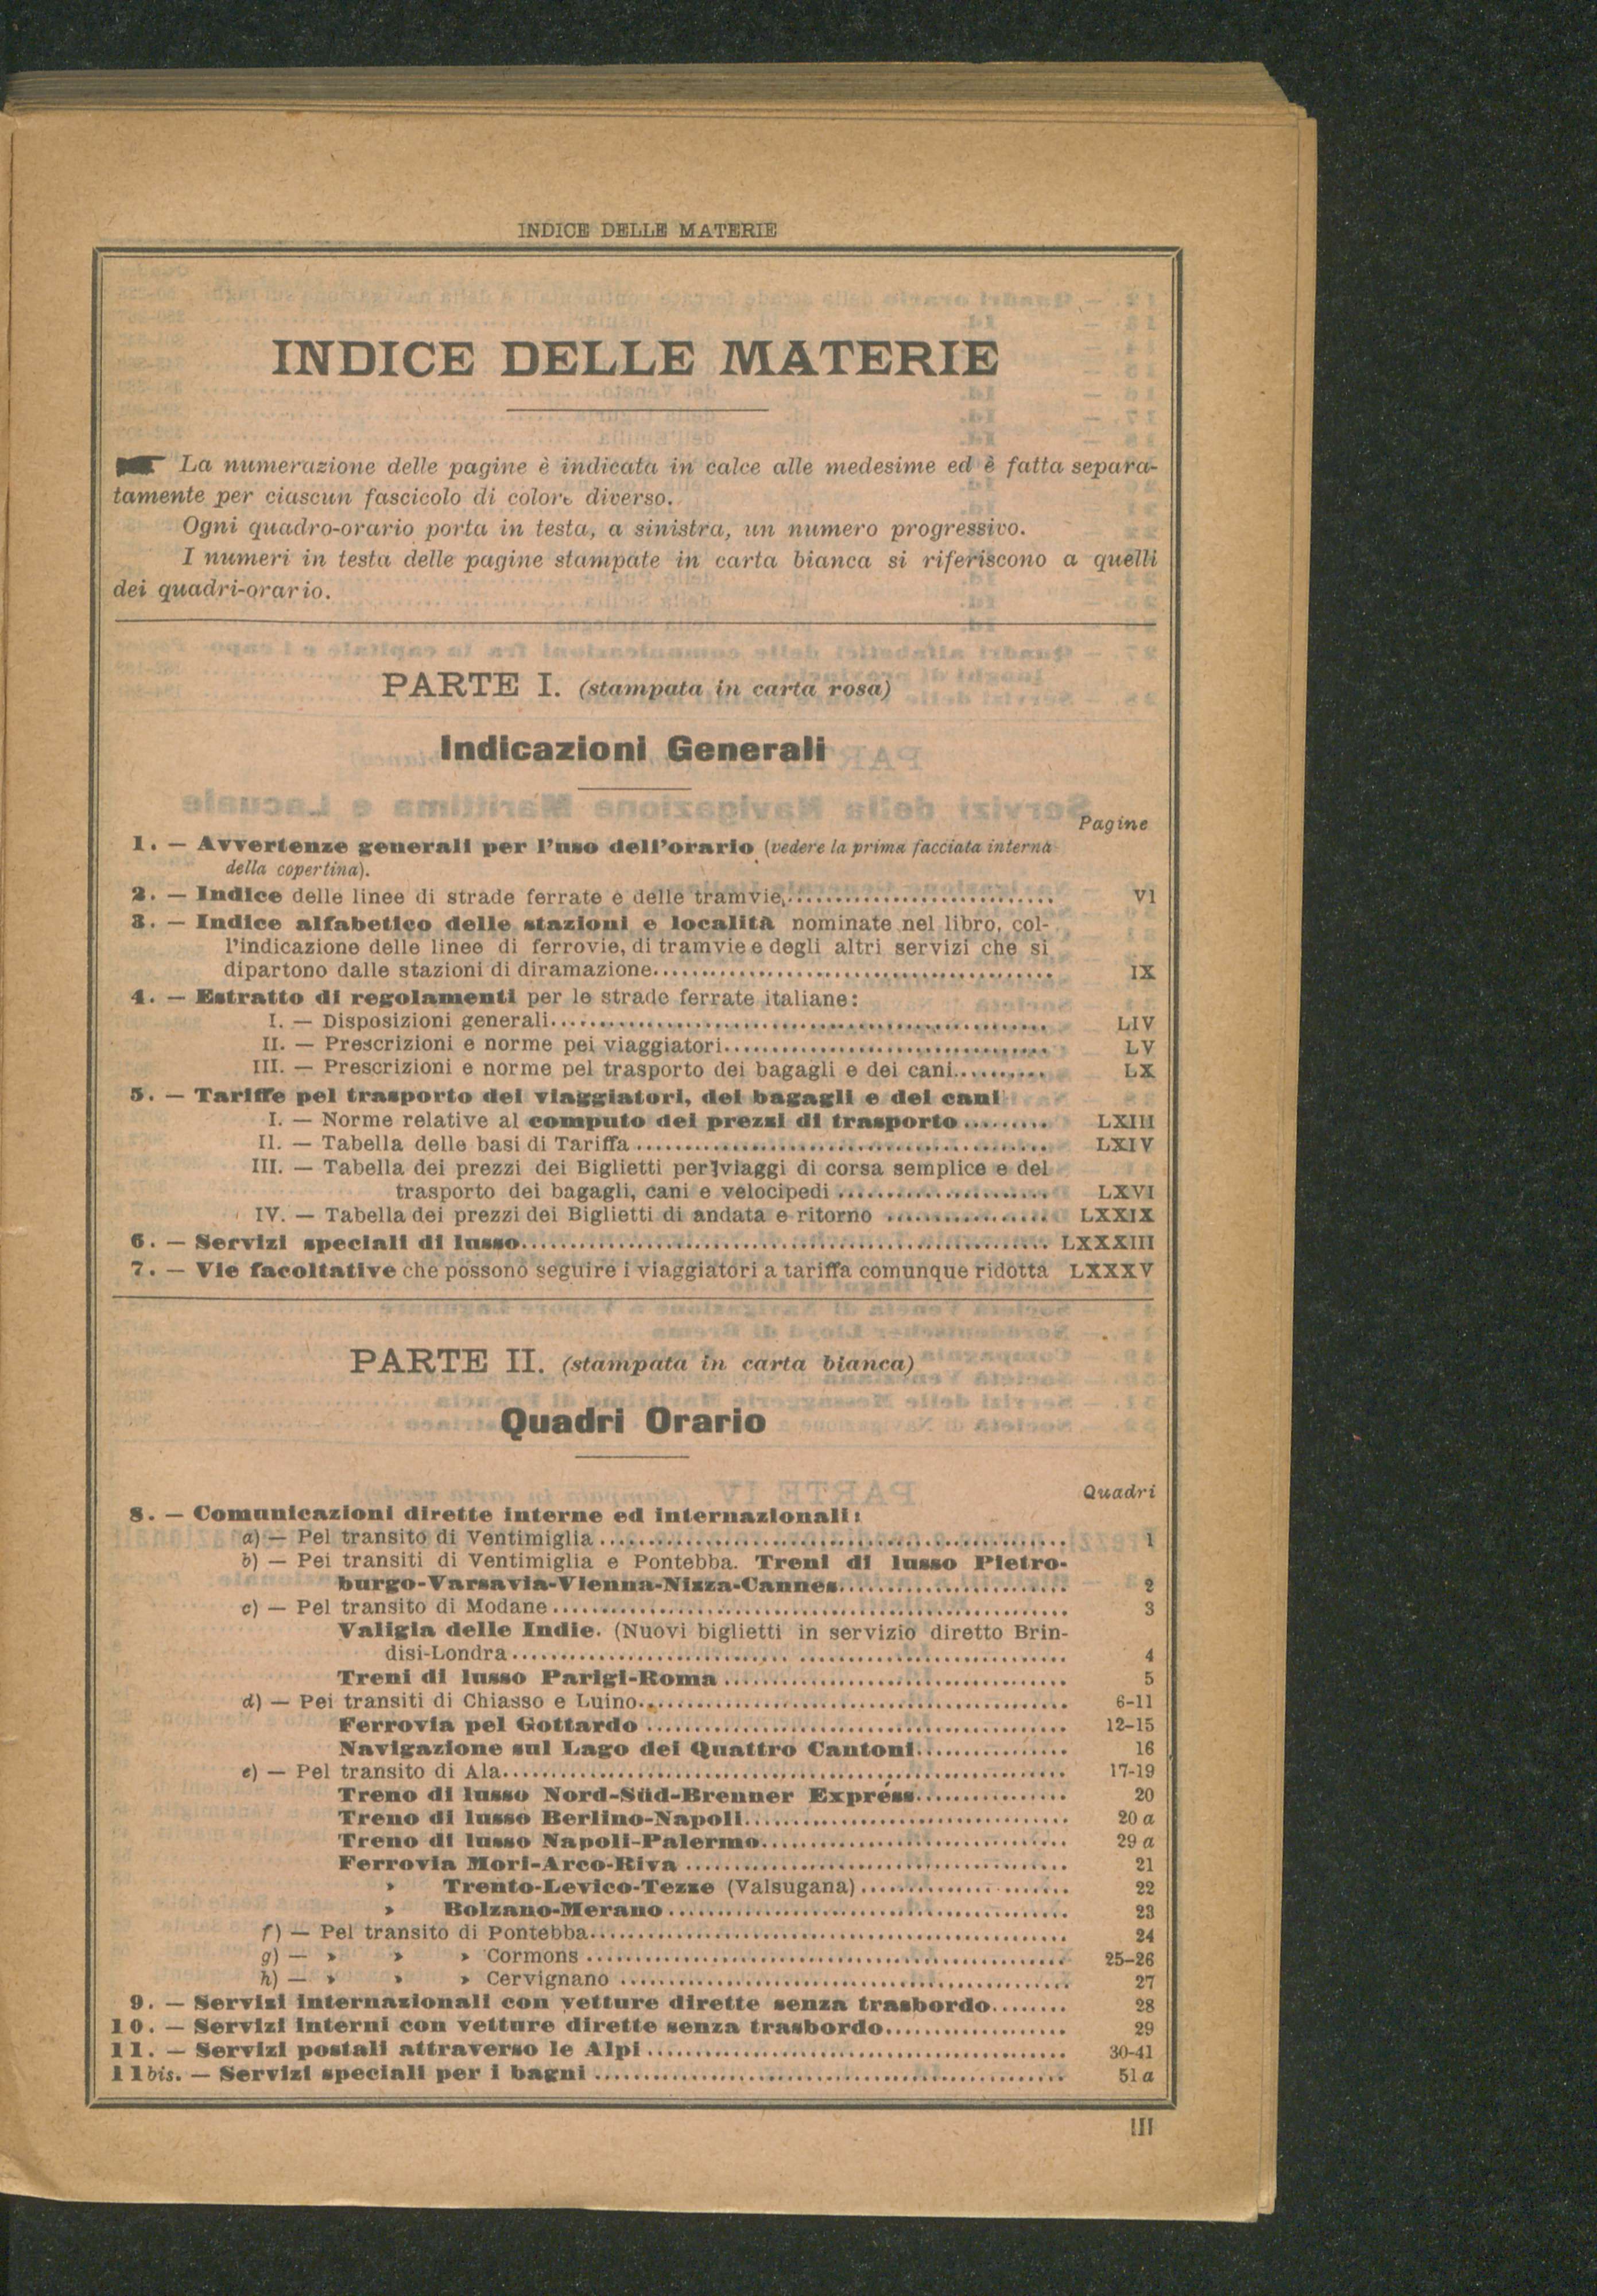 INDICE DELLE MATERIE
INDICE DELLE MATERIE
La numerazione delle pagine è indicata in calce alle medesime ed è fatta separa-
tamente per ciascun fascicolo di colore diverso.
Ogni quadro-orario porta in testa, a sinistra, un numero progressivo.
I numeri in testa delle pagine stampate in carta bianca si riferiscono a quelli
dei quadri-orario.
PARTE I. (stampata in carta rosa)
Indicazioni Generali
Pagine
1. — Avvertenze generali per l'uso dell'orario (vedere la prima facciata interna
della copertina).
2. — Indice delle linee di strade ferrate e delle tramvie ........ VI
3. — Indice alfabetico delle stazioni e località nominate nel libro, col-
l'indicazione delle linee di ferrovie, di tramvie e degli altri servizi che si
dipartono dalle stazioni di diramazione ........ IX
4. — Estratto di regolamenti per le strade ferrate italiane:
I. — Disposizioni generali ........ LIV
II. — Prescrizioni e norme pei viaggiatori ........ LV
III. — Prescrizioni e norme pel trasporto dei bagagli e dei cani ........ LX
5. — Tariffe pel trasporto dei viaggiatori, dei bagagli e dei cani
I. — Norme relative al computo dei prezzi di trasporto ........ LXIII
II. — Tabella delle basi di Tariffa ........ LXIV
III. — Tabella dei prezzi dei Biglietti per viaggi di corsa semplice e del
trasporto dei bagagli, cani e velocipedi ........ LXVI
IV. — Tabella dei prezzi dei Biglietti di andata e ritorno ........ LXXIX
6. — Servizi speciali di lusso ........ LXXXIII
7. — Vie facoltative che possono seguire i viaggiatori a tariffa comunque ridotta LXXXV
PARTE II. (stampata in carta bianca)
Quadri Orario
Quadri
8. — Comunicazioni dirette interne ed internazionali:
a) — Pel transito di Ventimiglia ........ 1
b) — Pei transiti di Ventimiglia e Pontebba. Treni di lusso Pietro-
burgo-Varsavia-Vienna-Nizza-Cannes ........ 2
c) — Pel transito di Modane ........ 3
Valigia delle Indie. (Nuovi biglietti in servizio diretto Brin-
disi-Londra ........ 4
Treni di lusso Parigi-Roma ........ 5
d) — Pei transiti di Chiasso e Luino ........ 6-11
Ferrovia pel Gottardo ........ 12-15
Navigazione sul Lago dei Quattro Cantoni ........ 16
e) — Pel transito di Ala ........ 17-19
Treno di lusso Nord-Süd-Brenner Expréss ........ 20
Treno di lusso Berlino-Napoli ........ 20 a
Treno di lusso Napoli-Palermo ........ 29 a
Ferrovia Mori-Arco-Riva ........ 21
» Trento-Levico-Tezze (Valsugana) ........ 22
» Bolzano-Merano ........ 23
f) — Pel transito di Pontebba ........ 24
g) — » » » Cormons ........ 25-26
h) — » » » Cervignano ........ 27
9. — Servizi internazionali con vetture dirette senza trasbordo ........ 28
10. — Servizi interni con vetture dirette senza trasbordo ........ 29
11. — Servizi postali attraverso le Alpi ........ 30-41
11bis. — Servizi speciali per i bagni ........ 51 a
III